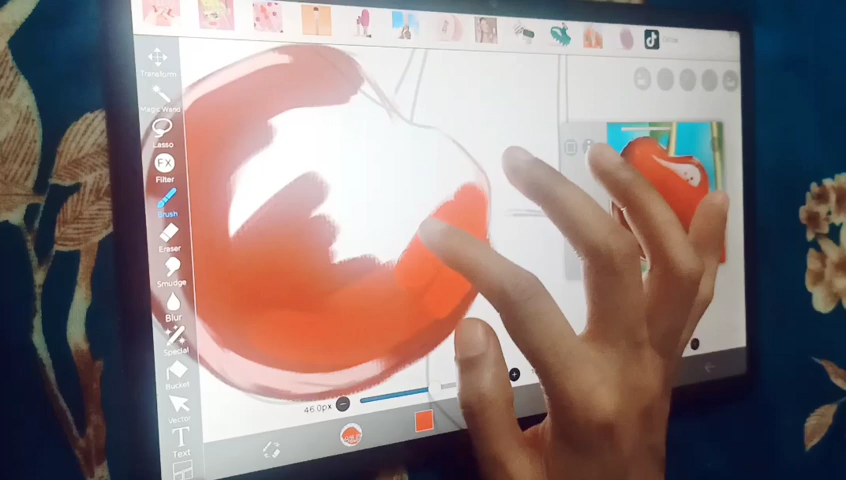 Transform
Magic Wand
Lasso
FX
Filter
Brush
Eraser
Smudge
Blur
Special
Bucket
Vector
T
Text
46.0px